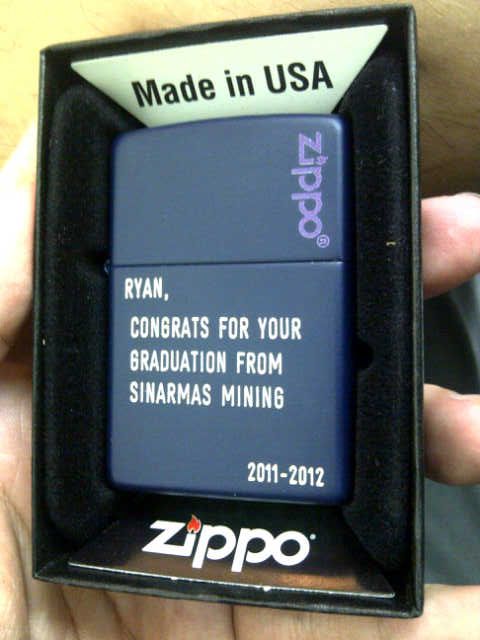 Made in USA
zippo®
RYAN,
CONGRATS FOR YOUR
GRADUATION FROM
SINARMAS MINING
2011-2012
zippo®